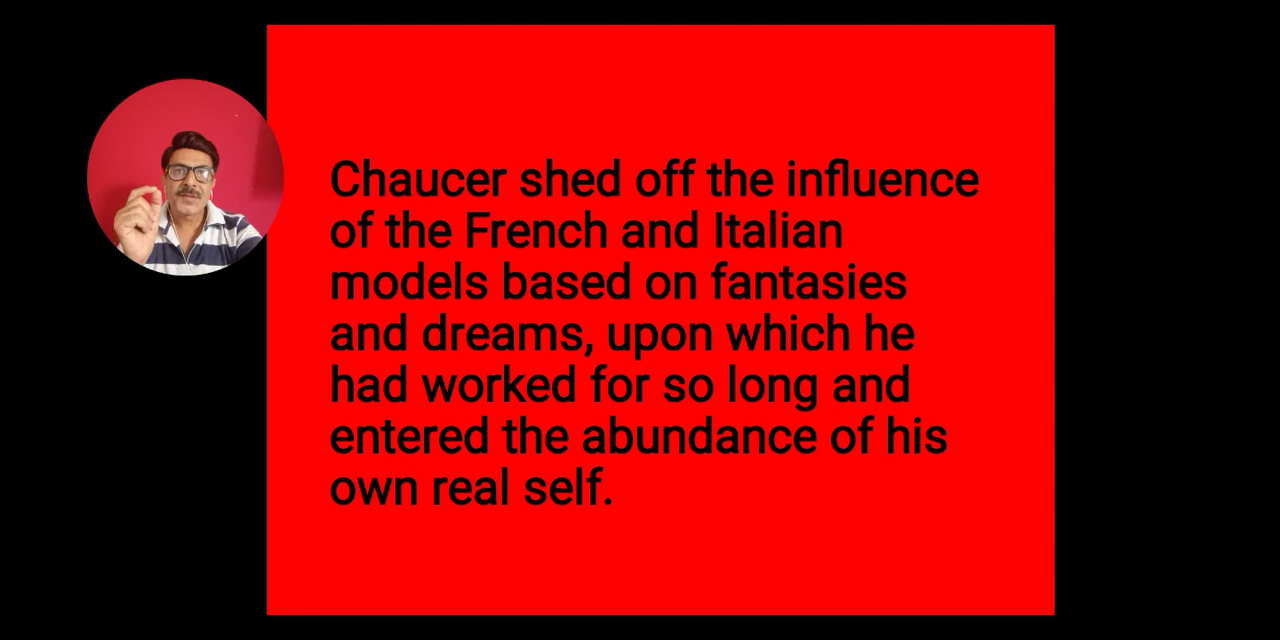 Chaucer shed off the influence
of the French and Italian
models based on fantasies
and dreams, upon which he
had worked for so long and
entered the abundance of his
own real self.